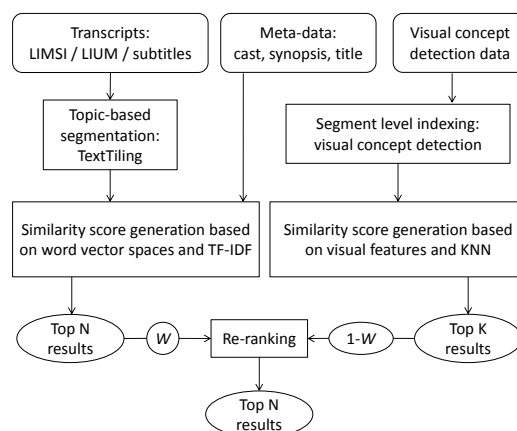 Transcripts:
LIMSI / LIUM / subtitles
Meta-data:
cast, synopsis, title
Visual concept
detection data
Topic-based
segmentation:
TextTiling
Segment level indexing:
visual concept detection
Similarity score generation based
on word vector spaces and TF-IDF
Similarity score generation based
on visual features and KNN
Top N
results
W
Re-ranking
1-W
Top K
results
Top N
results